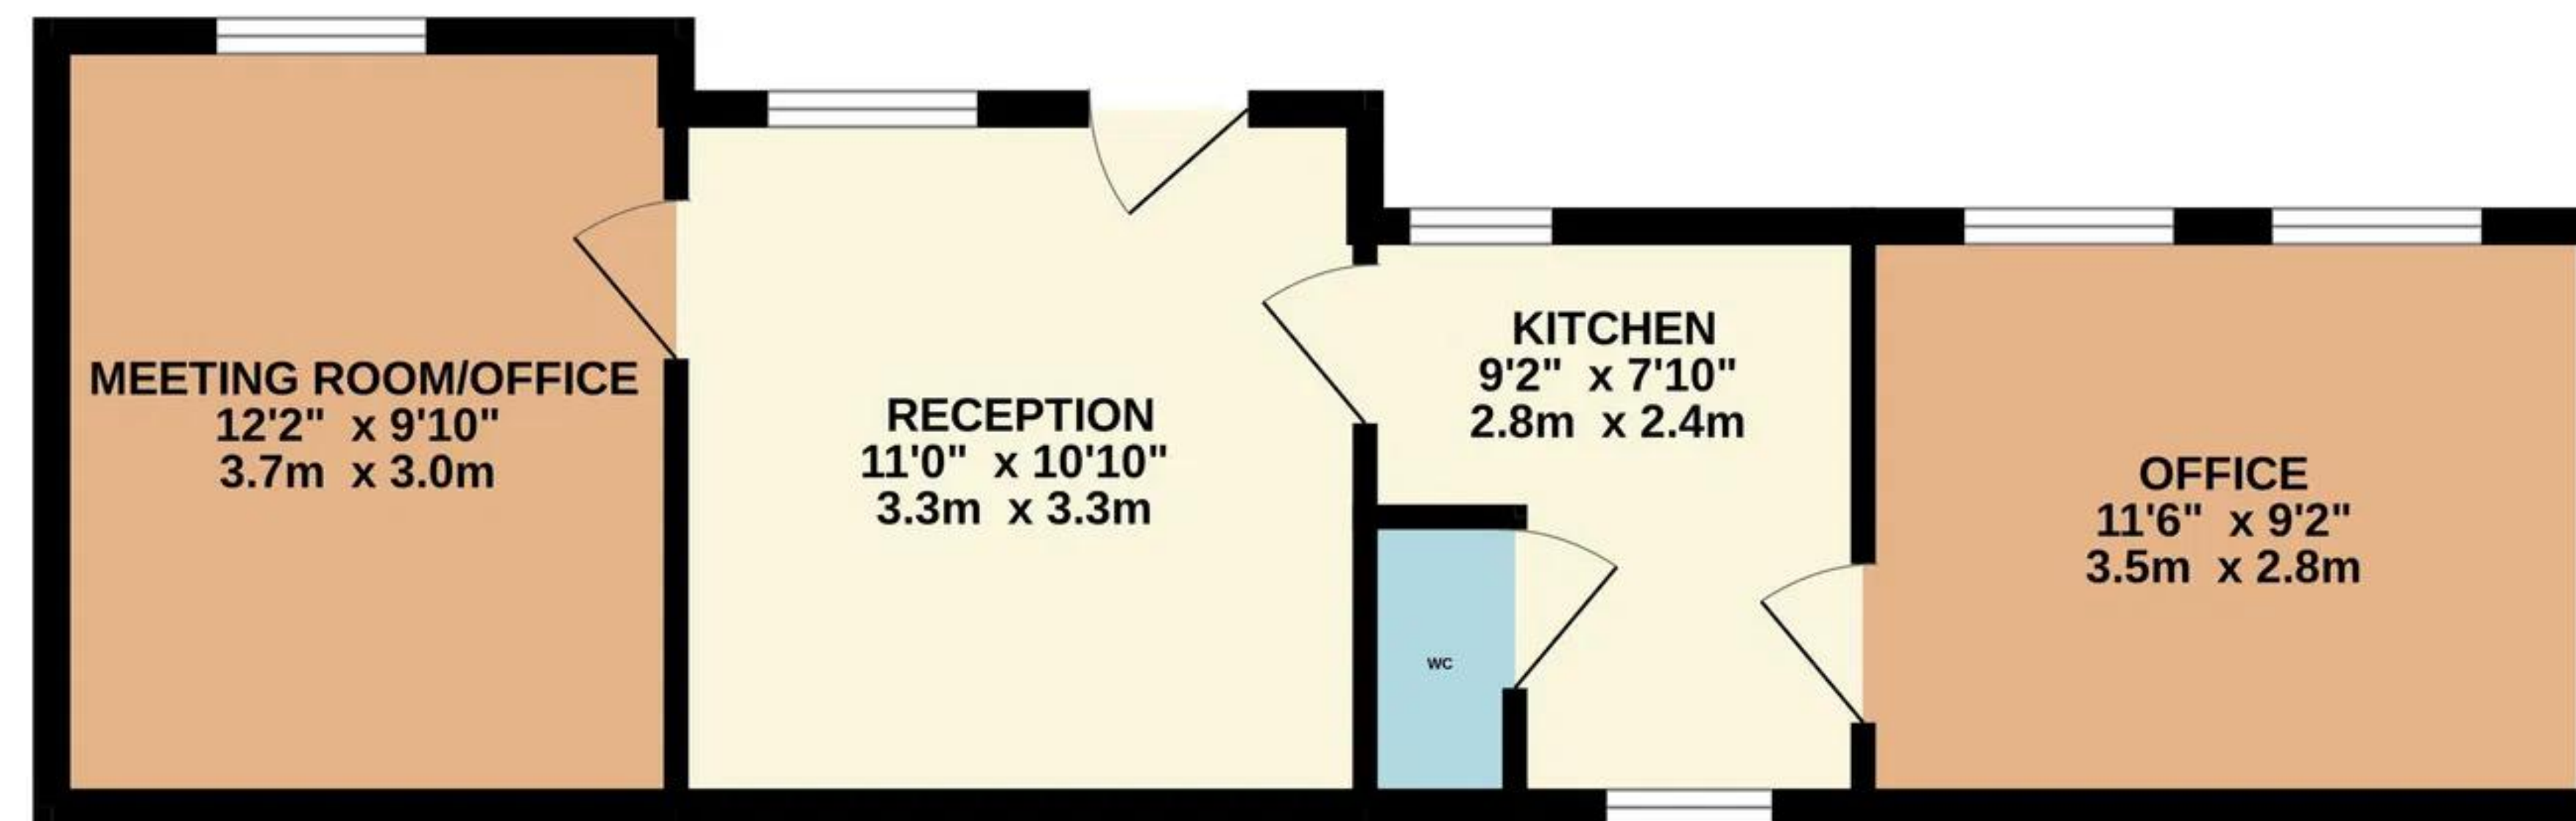 MEETING ROOM/OFFICE
12'2" x 9'10"
3.7m x 3.0m
RECEPTION
11'0" x 10'10"
3.3m x 3.3m
KITCHEN
9'2" x 7'10"
2.8m x 2.4m
WC
OFFICE
11'6" x 9'2"
3.5m x 2.8m